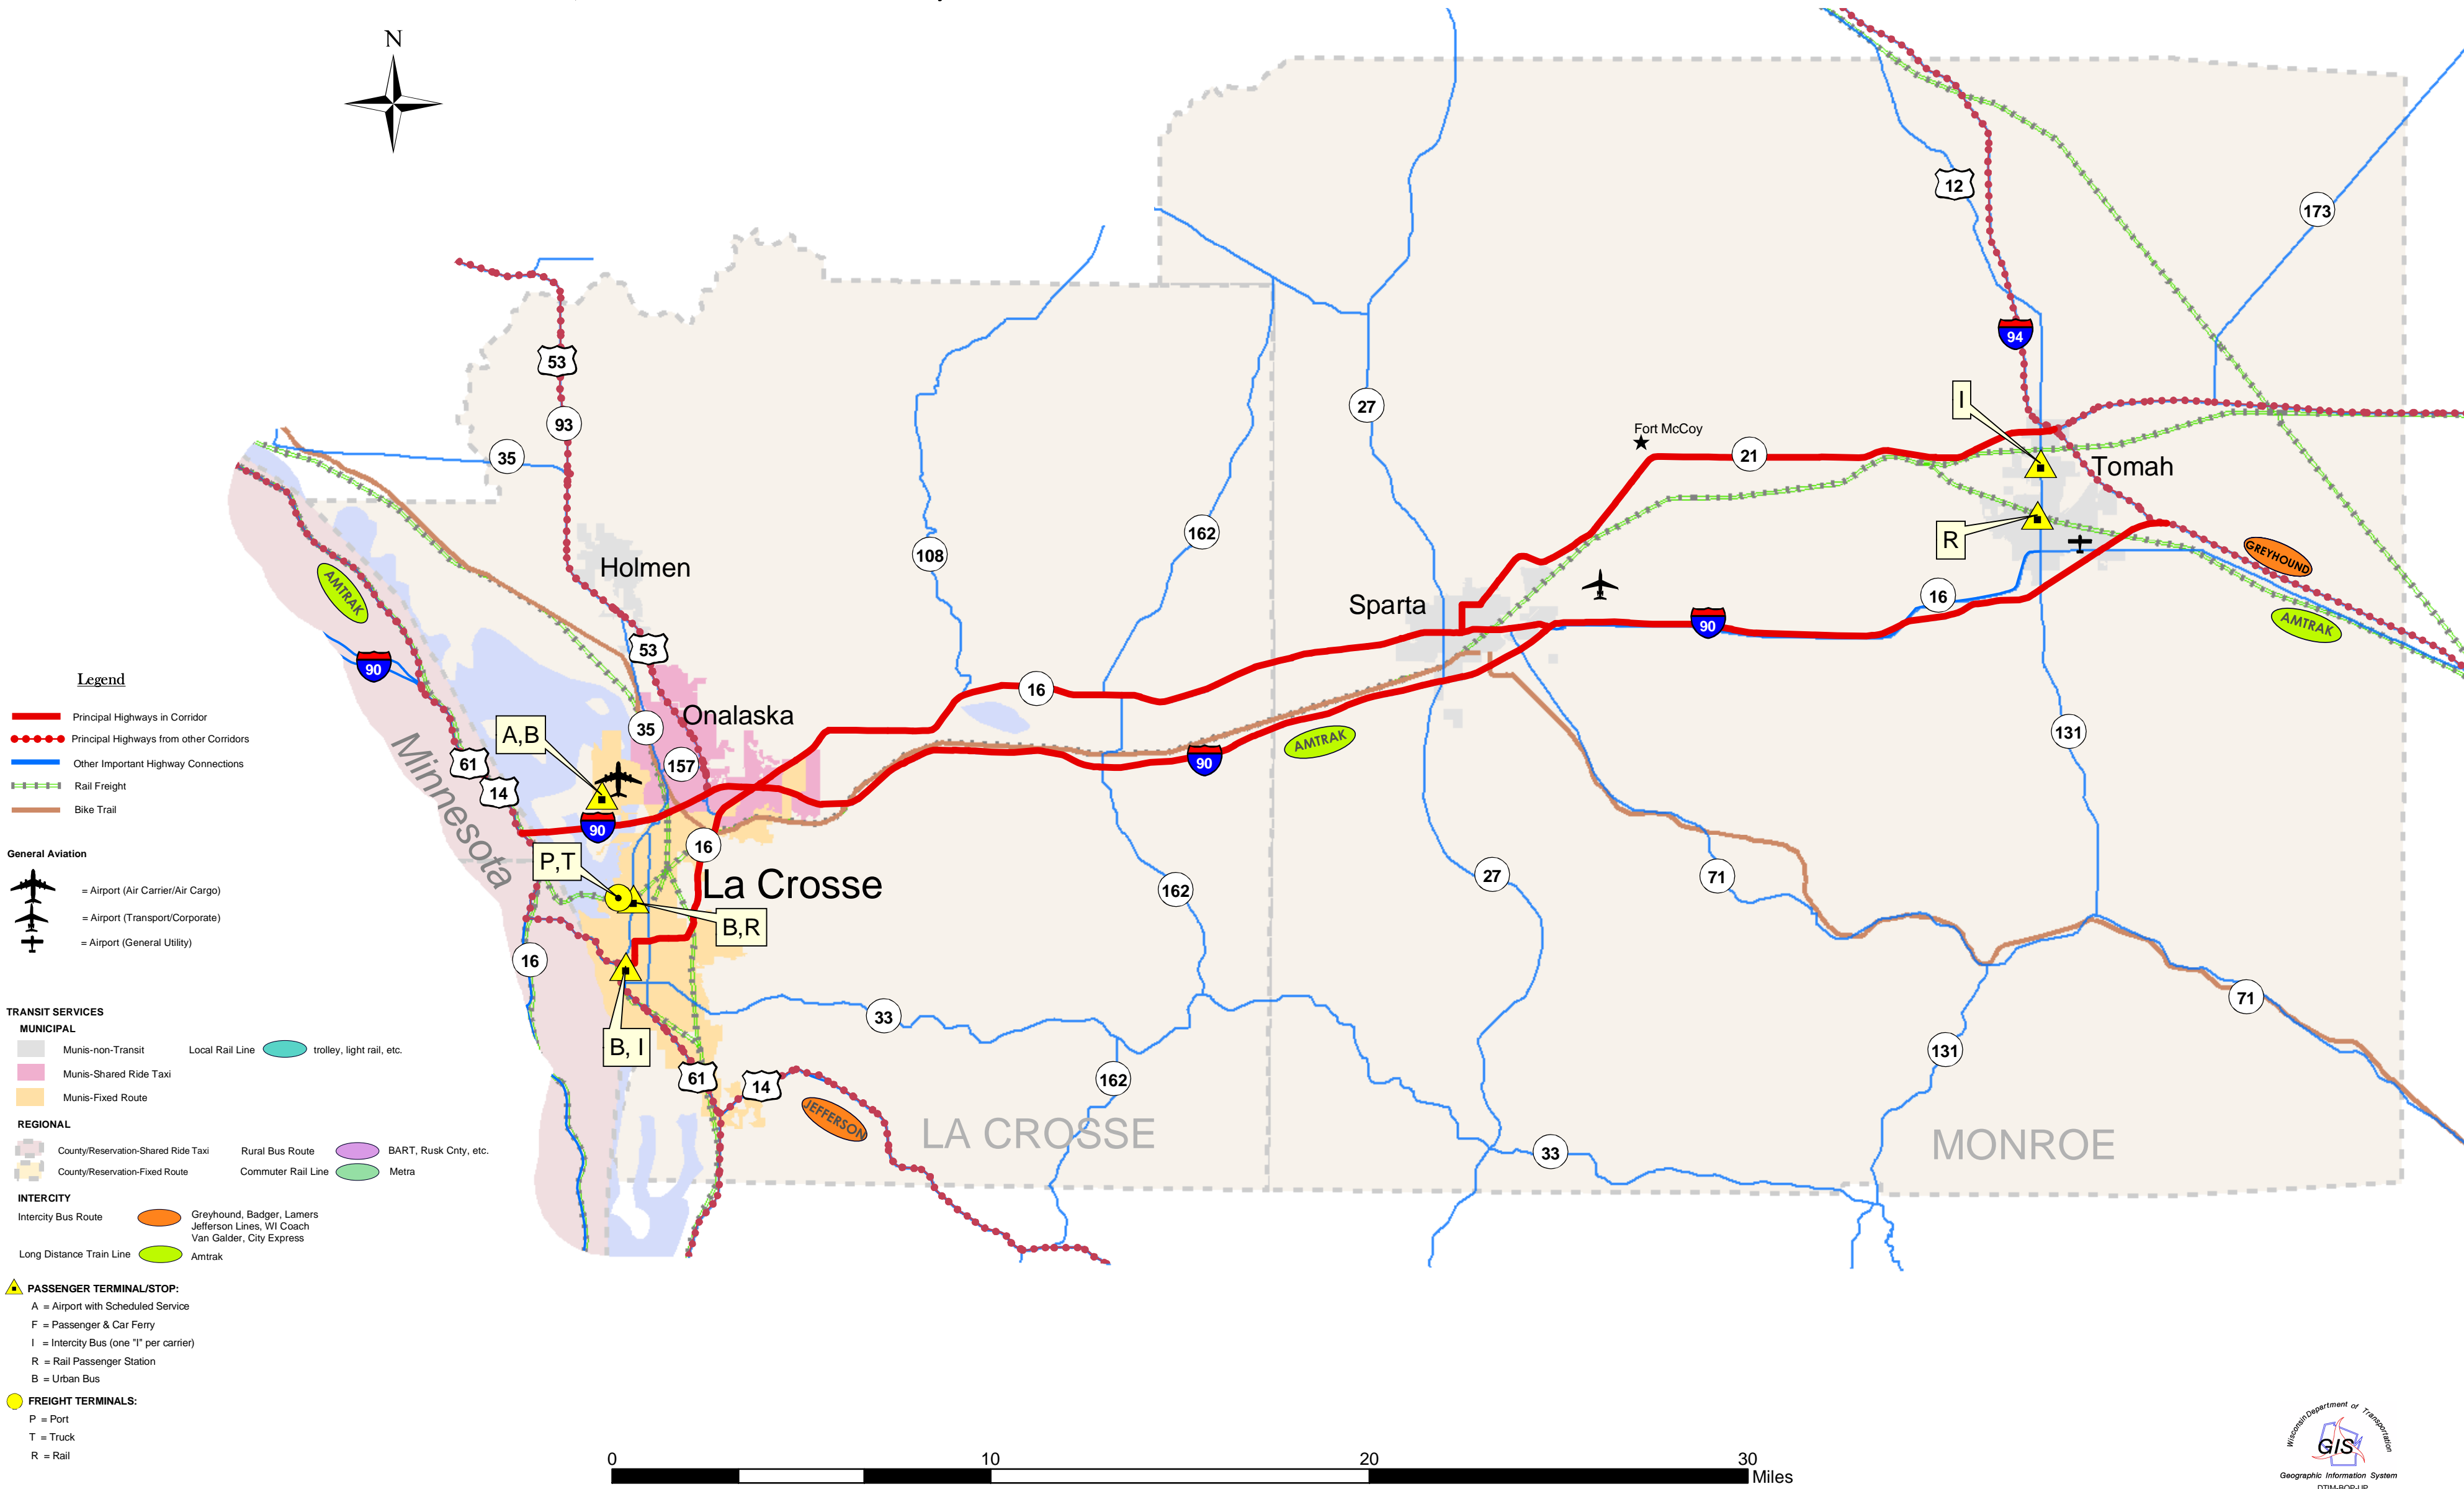 N
12
173
53
94
93
27
I
Fort McCoy
35
21
Tomah
162
108
R
GREYHOUND
Holmen
AMTRAK
Sparta
16
90
AMTRAK
53
90
Legend
Principal Highways in Corridor
Principal Highways from other Corridors
Other Important Highway Connections
Rail Freight
Bike Trail
16
Onalaska
A,B
35
131
AMTRAK
157
90
61
14
Minnesota
90
General Aviation
= Airport (Air Carrier/Air Cargo)
= Airport (Transport/Corporate)
= Airport (General Utility)
16
P,T
La Crosse
162
27
71
B,R
16
71
33
B, I
131
61
14
162
JEFFERSON
LA CROSSE
33
MONROE
TRANSIT SERVICES
MUNICIPAL
Munis-non-Transit
Local Rail Line
trolley, light rail, etc.
Munis-Shared Ride Taxi
Munis-Fixed Route
REGIONAL
County/Reservation-Shared Ride Taxi
Rural Bus Route
BART, Rusk Cnty, etc.
County/Reservation-Fixed Route
Commuter Rail Line
Metra
INTERCITY
Intercity Bus Route
Greyhound, Badger, Lamers
Jefferson Lines, WI Coach
Van Galder, City Express
Long Distance Train Line
Amtrak
PASSENGER TERMINAL/STOP:
A = Airport with Scheduled Service
F = Passenger & Car Ferry
I = Intercity Bus (one "I" per carrier)
R = Rail Passenger Station
B = Urban Bus
FREIGHT TERMINALS:
P = Port
T = Truck
R = Rail
0
10
20
30
Miles
Wisconsin Department of Transportation
GIS
Geographic Information System